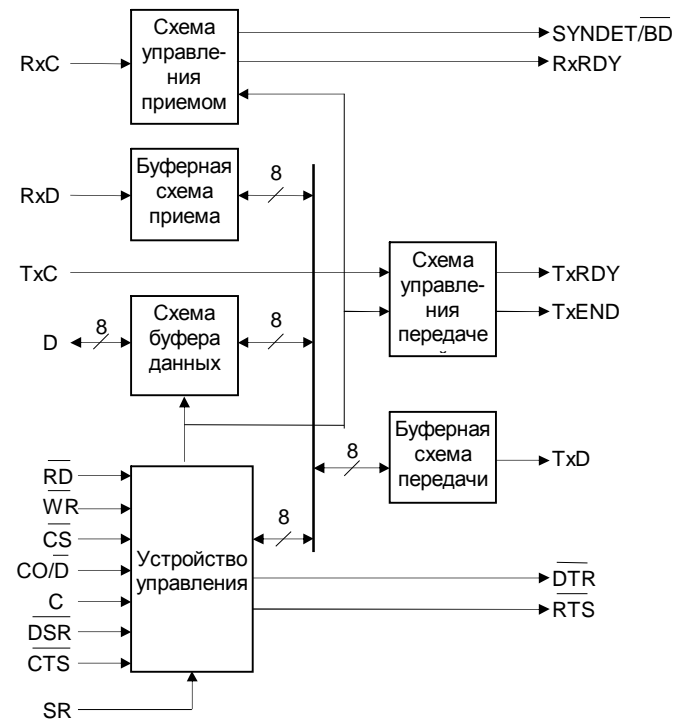 Схема
управле-
ния
приемом
RxC
SYNDET/BD
RxRDY
Буферная
схема
приема
RxD
8
TxC
Схема
управле-
ния
передаче
TxRDY
TxEND
D
8
Схема
буфера
данных
8
Буферная
схема
передачи
8
TxD
RD
WR
CS
CO/D
C
DSR
CTS
Устройство
управления
8
DTR
RTS
SR